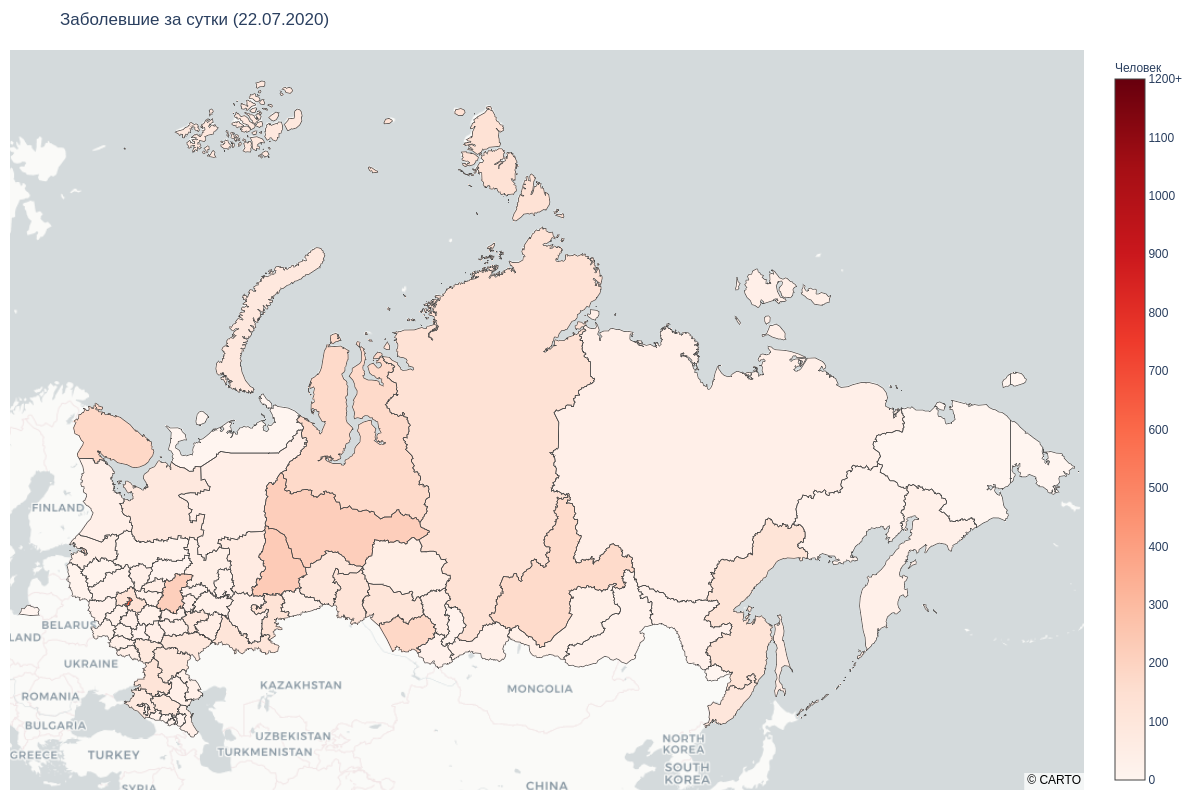 Заболевшие за сутки (22.07.2020)
Человек
1200+
1100
1000
900
800
700
600
500
400
300
200
100
0
FINLAND
BELARUS
LAND
UKRAINE
ROMANIA
BULGARIA
GREECE
TURKEY
SYRIA
KAZAKHSTAN
UZBEKISTAN
TURKMENISTAN
MONGOLIA
CHINA
NORTH
KOREA
SOUTH
KOREA
© CARTO